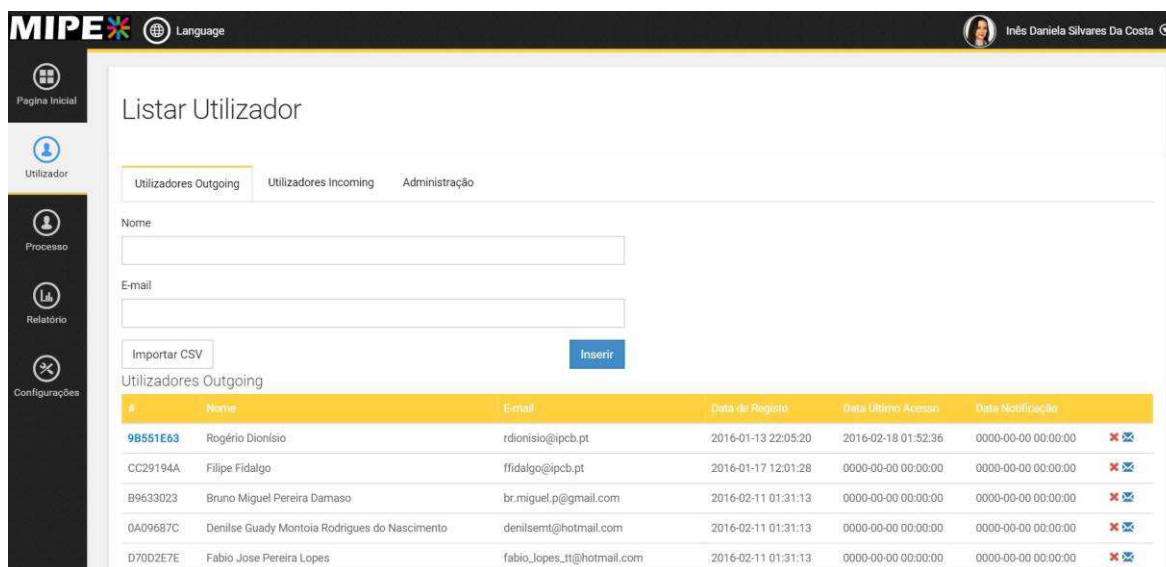 MIPE Language Inês Daniela Silvares Da Costa
Pagina Inicial
Utilizador
Processo
Relatório
Configurações
Listar Utilizador
Utilizadores Outgoing Utilizadores Incoming Administração
Nome
E-mail
Importar CSV Inserir
Utilizadores Outgoing
# Nome E-mail Data de Registo Data Último Acesso Data Notificação
9B551E63 Rogério Dionísio rdionisio@ipcb.pt 2016-01-13 22:05:20 2016-02-18 01:52:36 0000-00-00 00:00:00
CC29194A Filipe Fidalgo ffidalgo@ipcb.pt 2016-01-17 12:01:28 0000-00-00 00:00:00 0000-00-00 00:00:00
B9633023 Bruno Miguel Pereira Damaso br.miguel.p@gmail.com 2016-02-11 01:31:13 0000-00-00 00:00:00 0000-00-00 00:00:00
0A09687C Denilse Guady Montoia Rodrigues do Nascimento denilsemt@hotmail.com 2016-02-11 01:31:13 0000-00-00 00:00:00 0000-00-00 00:00:00
D70D2E7E Fabio Jose Pereira Lopes fabio_lopes_tt@hotmail.com 2016-02-11 01:31:13 0000-00-00 00:00:00 0000-00-00 00:00:00